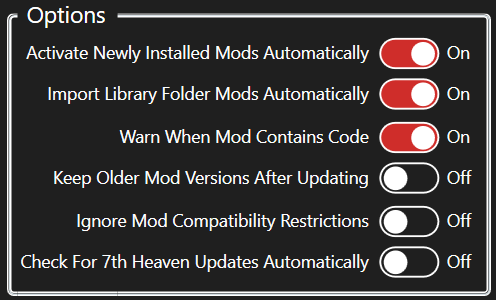 Options
Activate Newly Installed Mods Automatically On
Import Library Folder Mods Automatically On
Warn When Mod Contains Code On
Keep Older Mod Versions After Updating Off
Ignore Mod Compatibility Restrictions Off
Check For 7th Heaven Updates Automatically Off